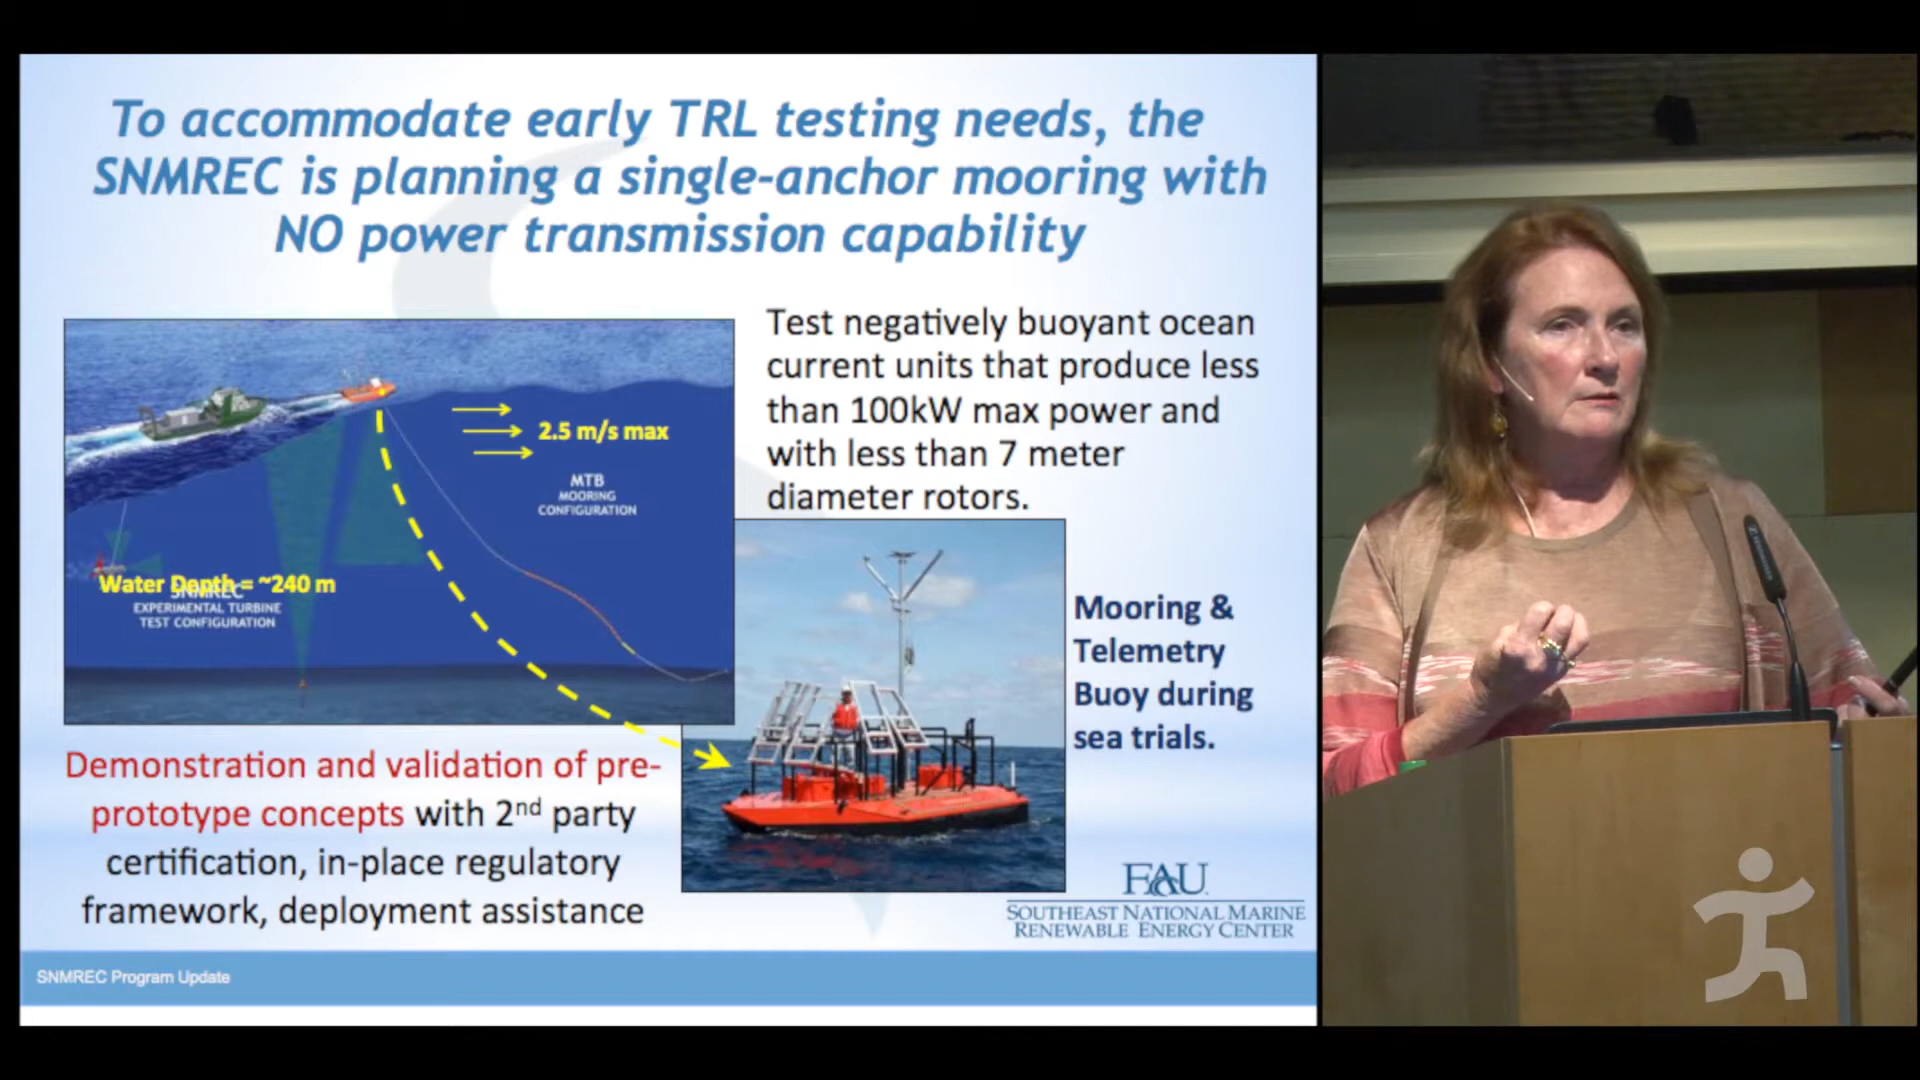 To accommodate early TRL testing needs, the
SNMREC is planning a single-anchor mooring with
NO power transmission capability
Test negatively buoyant ocean
current units that produce less
than 100kW max power and
with less than 7 meter
diameter rotors.
2.5 m/s max
MTB
MOORING
CONFIGURATION
Water Depth = ~240 m
SNMREC
EXPERIMENTAL TURBINE
TEST CONFIGURATION
Mooring &
Telemetry
Buoy during
sea trials.
Demonstration and validation of pre-
prototype concepts with 2nd party
certification, in-place regulatory
framework, deployment assistance
FAU
SOUTHEAST NATIONAL MARINE
RENEWABLE ENERGY CENTER
SNMREC Program Update